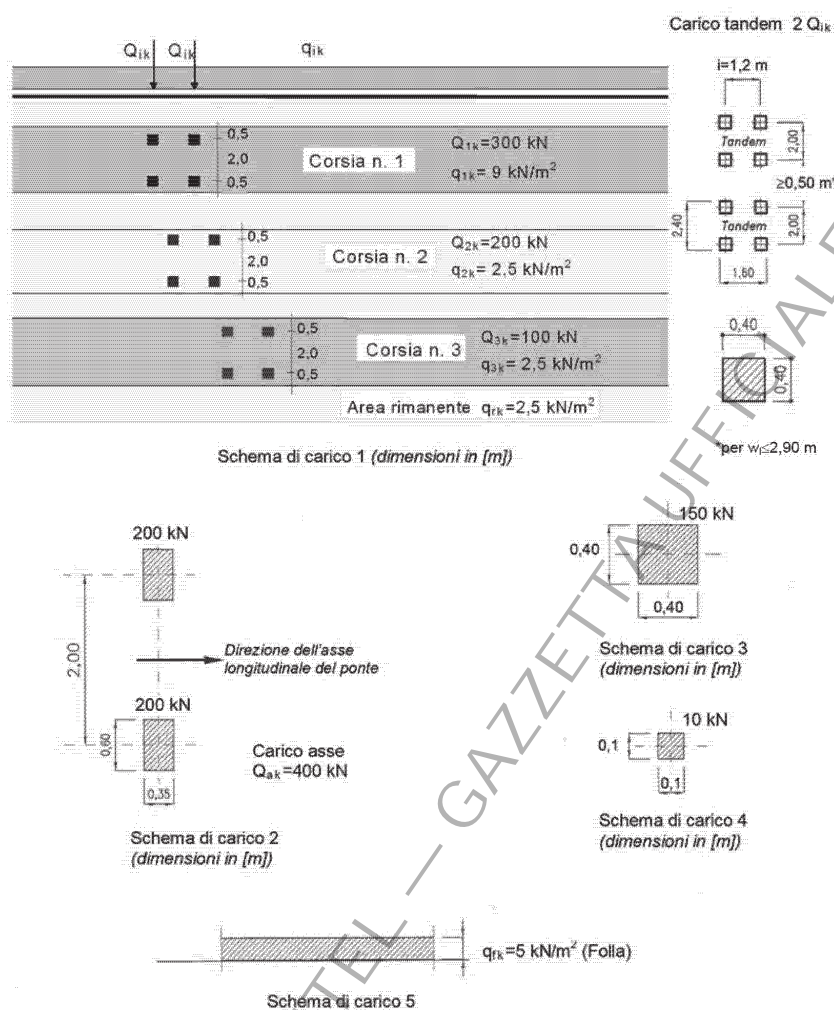 Carico tandem 2 Qik
Qik Qik qik
i=1,2 m
0,5
2,0
0,5
Corsia n. 1
Q1k=300 kN
q1k= 9 kN/m²
Tandem
2,00
≥0,50 m*
0,5
2,0
0,5
Corsia n. 2
Q2k=200 kN
q2k= 2,5 kN/m²
2,40
Tandem
2,00
1,60
0,5
2,0
0,5
Corsia n. 3
Q3k=100 kN
q3k= 2,5 kN/m²
0,40
0,40
Area rimanente qrk=2,5 kN/m²
*per wl≤2,90 m
Schema di carico 1 (dimensioni in [m])
200 kN
2,00
Direzione dell'asse
longitudinale del ponte
200 kN
0,60
0,35
Carico asse
Qak=400 kN
Schema di carico 2
(dimensioni in [m])
150 kN
0,40
0,40
Schema di carico 3
(dimensioni in [m])
10 kN
0,1
0,1
Schema di carico 4
(dimensioni in [m])
qfk=5 kN/m² (Folla)
Schema di carico 5
TEL — GAZZETTA UFFICIALE